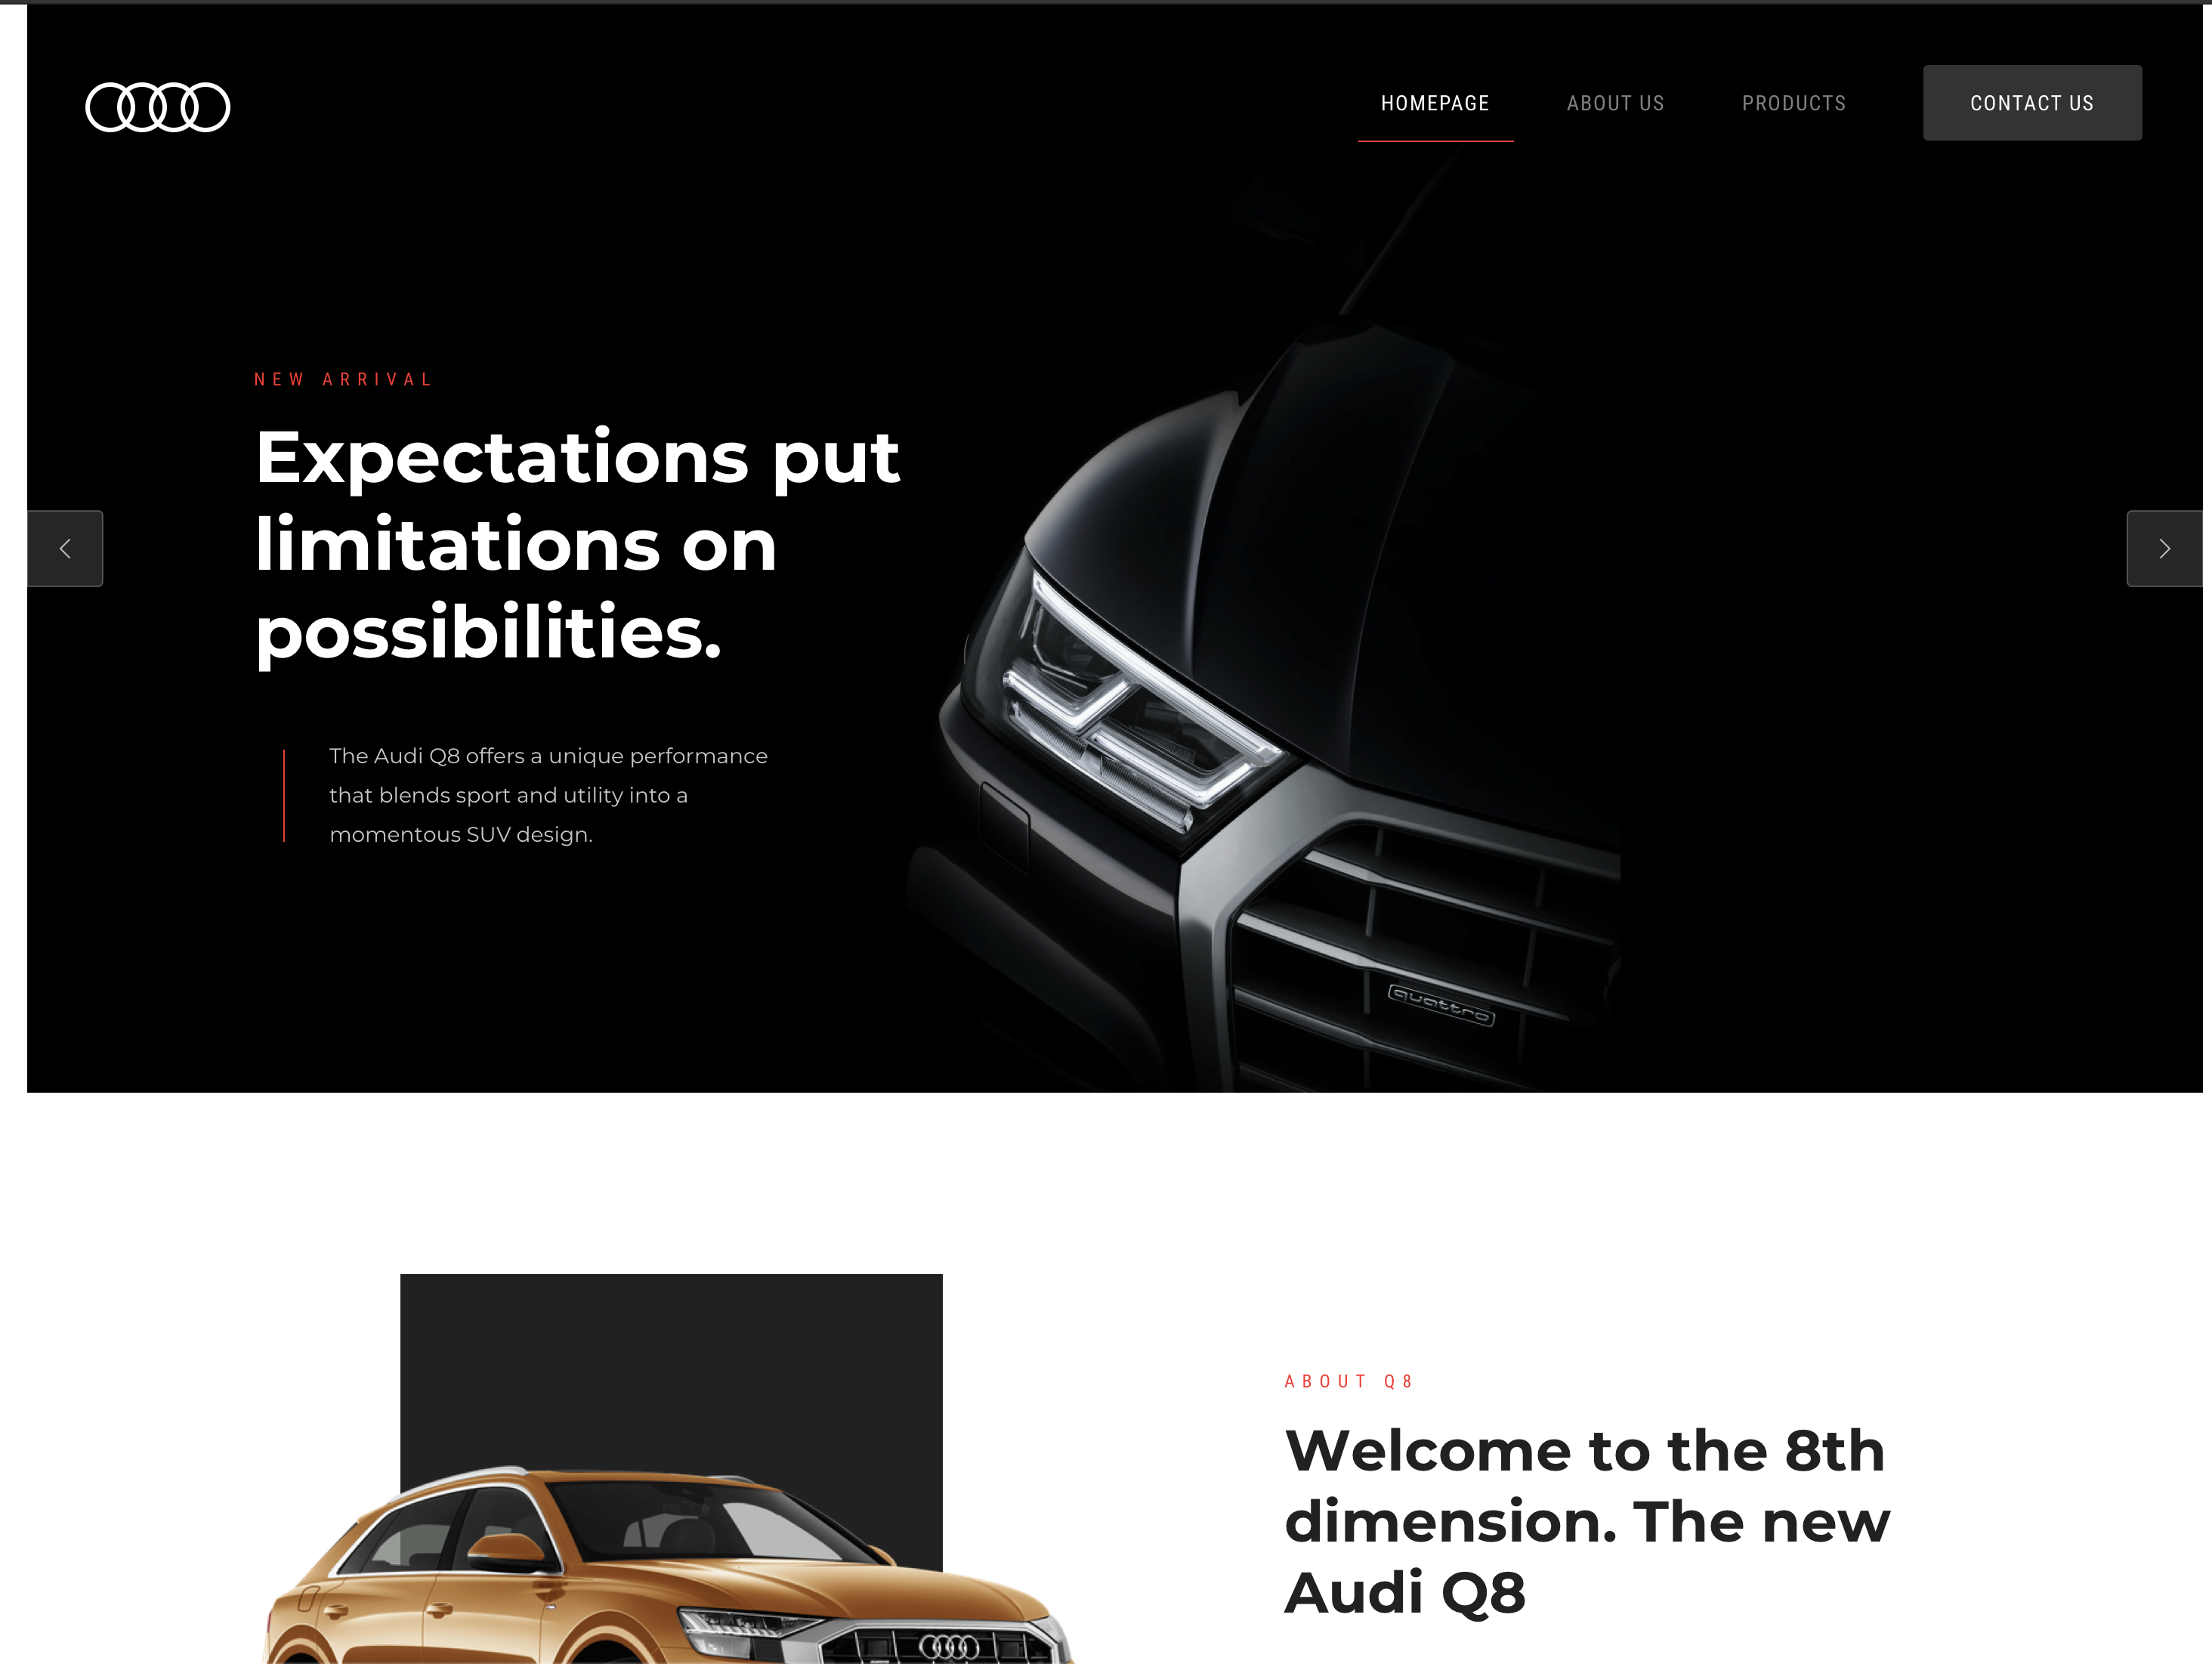 HOMEPAGE
ABOUT US
PRODUCTS
CONTACT US
NEW ARRIVAL
Expectations put
limitations on
possibilities.
The Audi Q8 offers a unique performance
that blends sport and utility into a
momentous SUV design.
quattro
ABOUT Q8
Welcome to the 8th
dimension. The new
Audi Q8